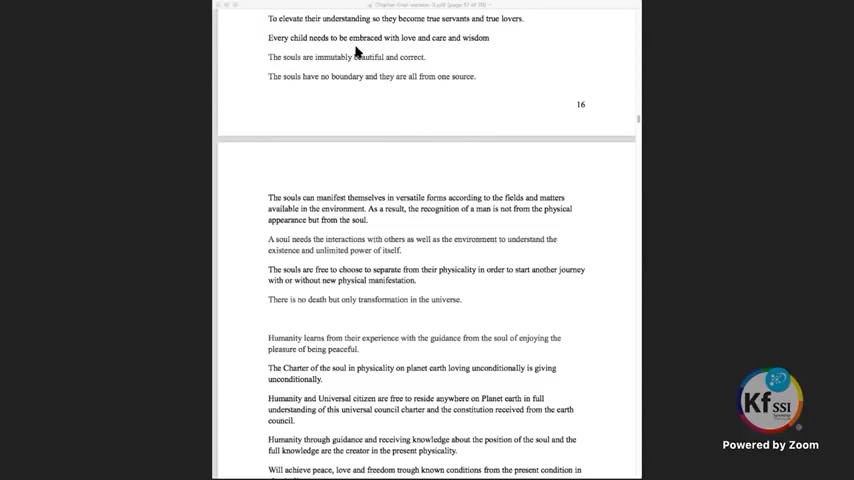 Charter-final-version-3.pdf (page 17 of 28)
To elevate their understanding so they become true servants and true lovers.
Every child needs to be embraced with love and care and wisdom
The souls are immutably beautiful and correct.
The souls have no boundary and they are all from one source.
16
The souls can manifest themselves in versatile forms according to the fields and matters
available in the environment. As a result, the recognition of a man is not from the physical
appearance but from the soul.
A soul needs the interactions with others as well as the environment to understand the
existence and unlimited power of itself.
The souls are free to choose to separate from their physicality in order to start another journey
with or without new physical manifestation.
There is no death but only transformation in the universe.
Humanity learns from their experience with the guidance from the soul of enjoying the
pleasure of being peaceful.
The Charter of the soul in physicality on planet earth loving unconditionally is giving
unconditionally.
Humanity and Universal citizen are free to reside anywhere on Planet earth in full
understanding of this universal council charter and the constitution received from the earth
council.
Humanity through guidance and receiving knowledge about the position of the soul and the
full knowledge are the creator in the present physicality.
Will achieve peace, love and freedom trough known conditions from the present condition in
Kf SSI
Powered by Zoom